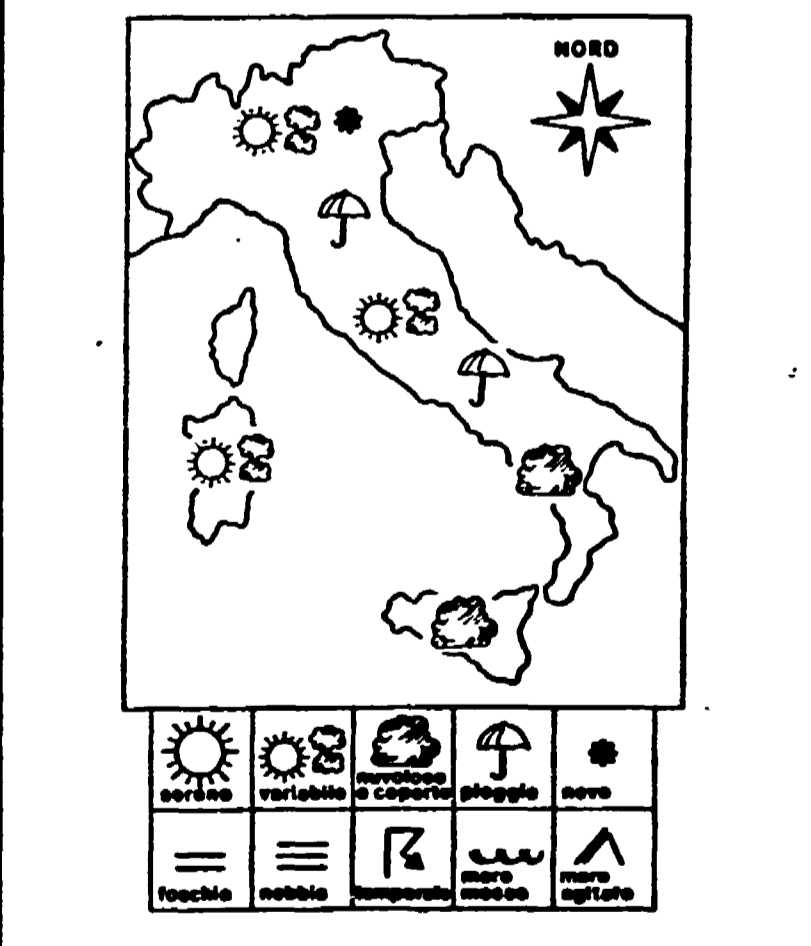 NORD
sereno
variabile
nuvoloso
o coperto
pioggia
neve
foschia
nebbia
temporale
mare
mosso
mare
agitato